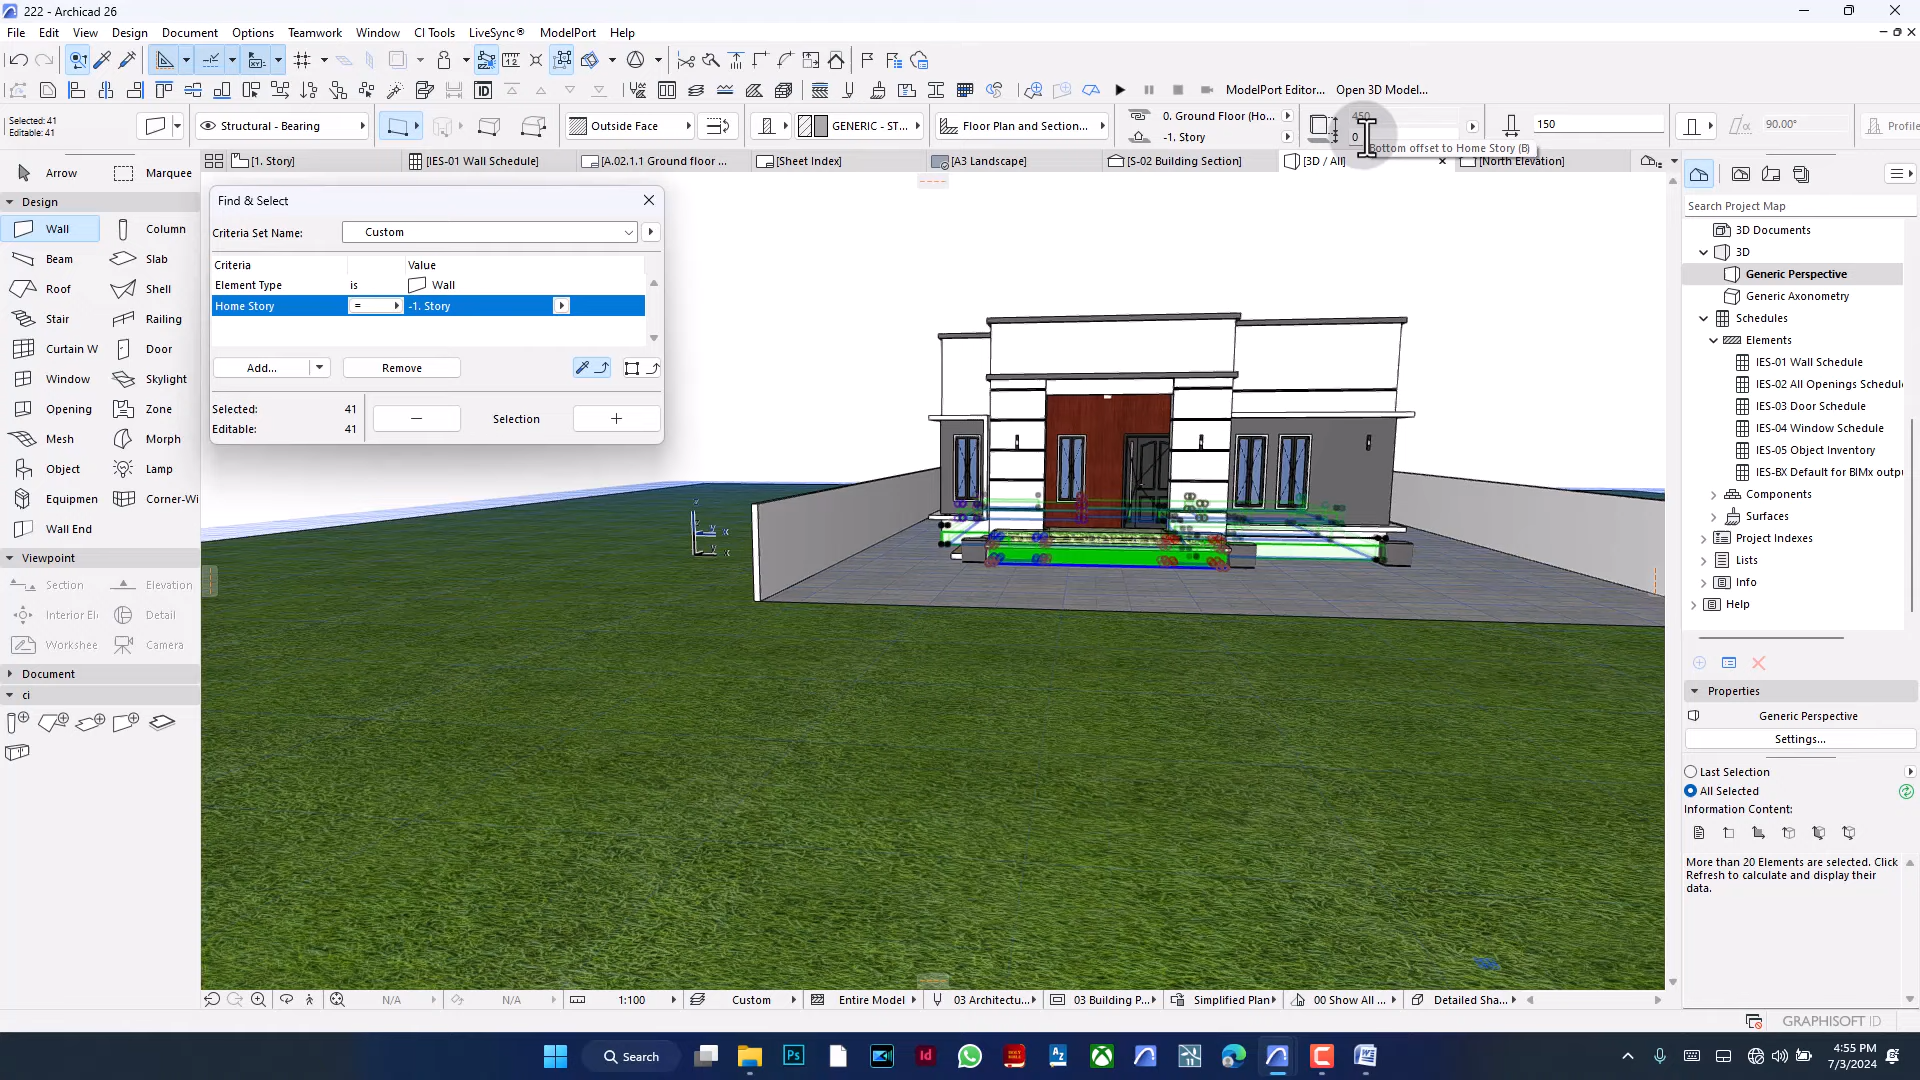 222 - Archicad 26
File Edit View Design Document Options Teamwork Window CI Tools LiveSync® ModelPort Help
ModelPort Editor... Open 3D Model...
Selected: 41
Editable: 41
Structural - Bearing
Outside Face
GENERIC - ST...
Floor Plan and Section...
0. Ground Floor (Ho...
-1. Story
450
0
150
90.00°
Profile
Bottom offset to Home Story (B)
[1. Story]
[IES-01 Wall Schedule]
[A.02.1.1 Ground floor ...
[Sheet Index]
[A3 Landscape]
[S-02 Building Section]
[3D / All]
[North Elevation]
Arrow Marquee
Design
Wall Column
Beam Slab
Roof Shell
Stair Railing
Curtain W Door
Window Skylight
Opening Zone
Mesh Morph
Object Lamp
Equipmen Corner-Wi
Wall End
Viewpoint
Section Elevation
Interior El Detail
Workshee Camera
Document
ci
Find & Select
Criteria Set Name: Custom
Criteria Value
Element Type is Wall
Home Story = -1. Story
Add... Remove
Selected: 41
Editable: 41
Selection
Search Project Map
3D Documents
3D
Generic Perspective
Generic Axonometry
Schedules
Elements
IES-01 Wall Schedule
IES-02 All Openings Schedule
IES-03 Door Schedule
IES-04 Window Schedule
IES-05 Object Inventory
IES-BX Default for BIMx outpu
Components
Surfaces
Project Indexes
Lists
Info
Help
Properties
Generic Perspective
Settings...
Last Selection
All Selected
Information Content:
More than 20 Elements are selected. Click
Refresh to calculate and display their
data.
N/A N/A 1:100 Custom Entire Model 03 Architectu... 03 Building P... Simplified Plan 00 Show All ... Detailed Sha...
GRAPHISOFT ID
Search
4:55 PM
7/3/2024